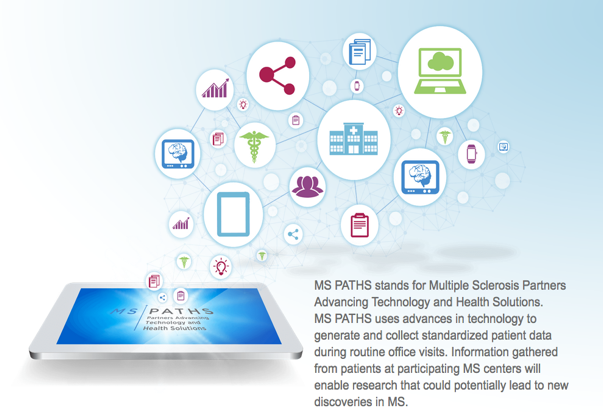 MS PATHS
Partners Advancing
Technology and
Health Solutions
MS PATHS stands for Multiple Sclerosis Partners
Advancing Technology and Health Solutions.
MS PATHS uses advances in technology to
generate and collect standardized patient data
during routine office visits. Information gathered
from patients at participating MS centers will
enable research that could potentially lead to new
discoveries in MS.